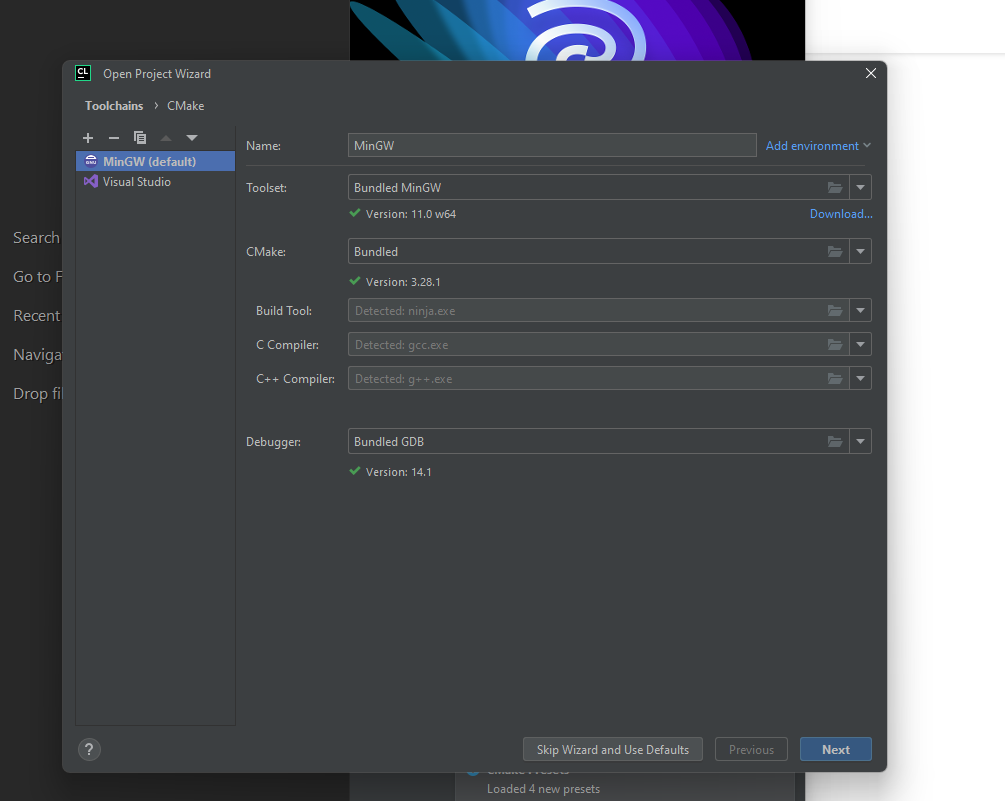 CL
Open Project Wizard
Toolchains › CMake
MinGW (default)
Visual Studio
Name:
MinGW
Add environment
Toolset:
Bundled MinGW
Version: 11.0 w64
Download...
CMake:
Bundled
Version: 3.28.1
Build Tool:
Detected: ninja.exe
C Compiler:
Detected: gcc.exe
C++ Compiler:
Detected: g++.exe
Debugger:
Bundled GDB
Version: 14.1
Search
Go to F
Recent
Naviga
Drop fil
?
Skip Wizard and Use Defaults
Previous
Next
CMake Presets
Loaded 4 new presets